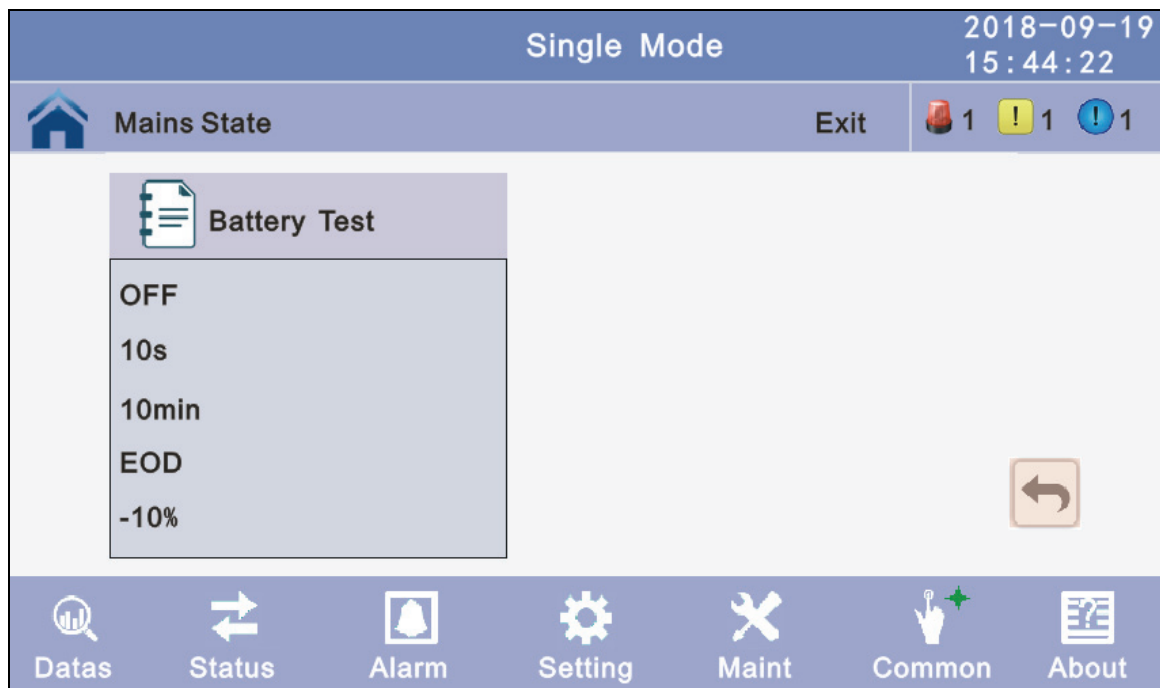 Single Mode
2018-09-19
15:44:22
Mains State
Exit
1
! 1
! 1
Battery Test
OFF
10s
10min
EOD
-10%
Datas
Status
Alarm
Setting
Maint
Common
?
About